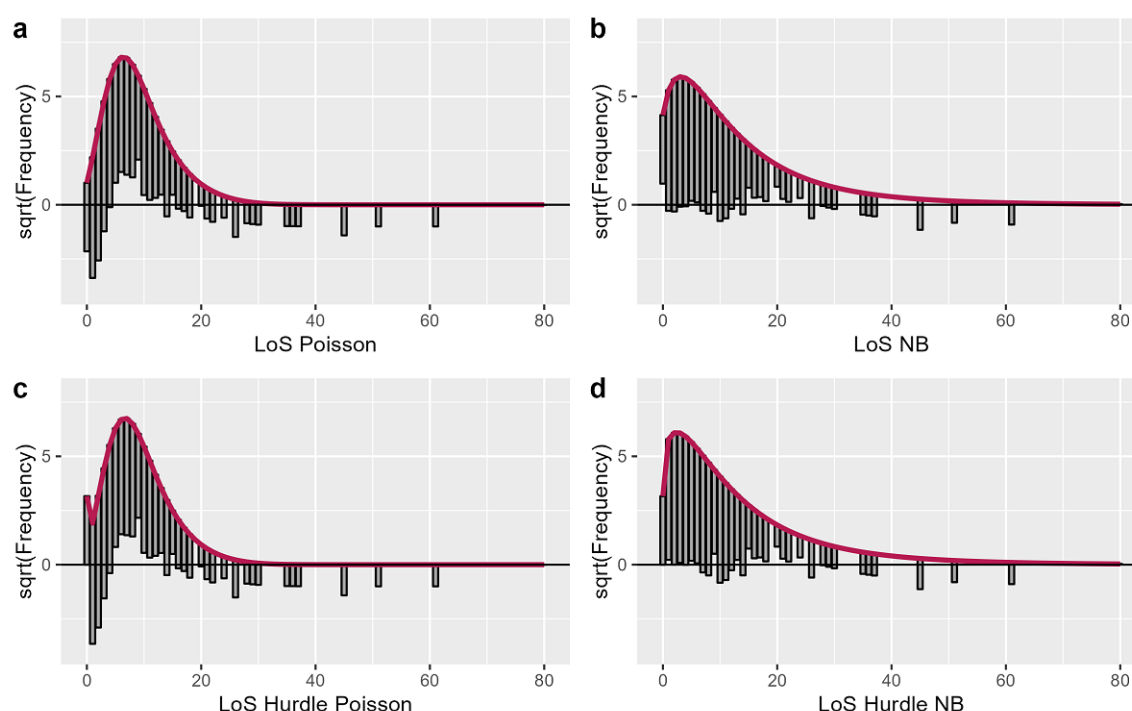 a
sqrt(Frequency)
5
0
0 20 40 60 80
LoS Poisson
b
sqrt(Frequency)
5
0
0 20 40 60 80
LoS NB
c
sqrt(Frequency)
5
0
0 20 40 60 80
LoS Hurdle Poisson
d
sqrt(Frequency)
5
0
0 20 40 60 80
LoS Hurdle NB